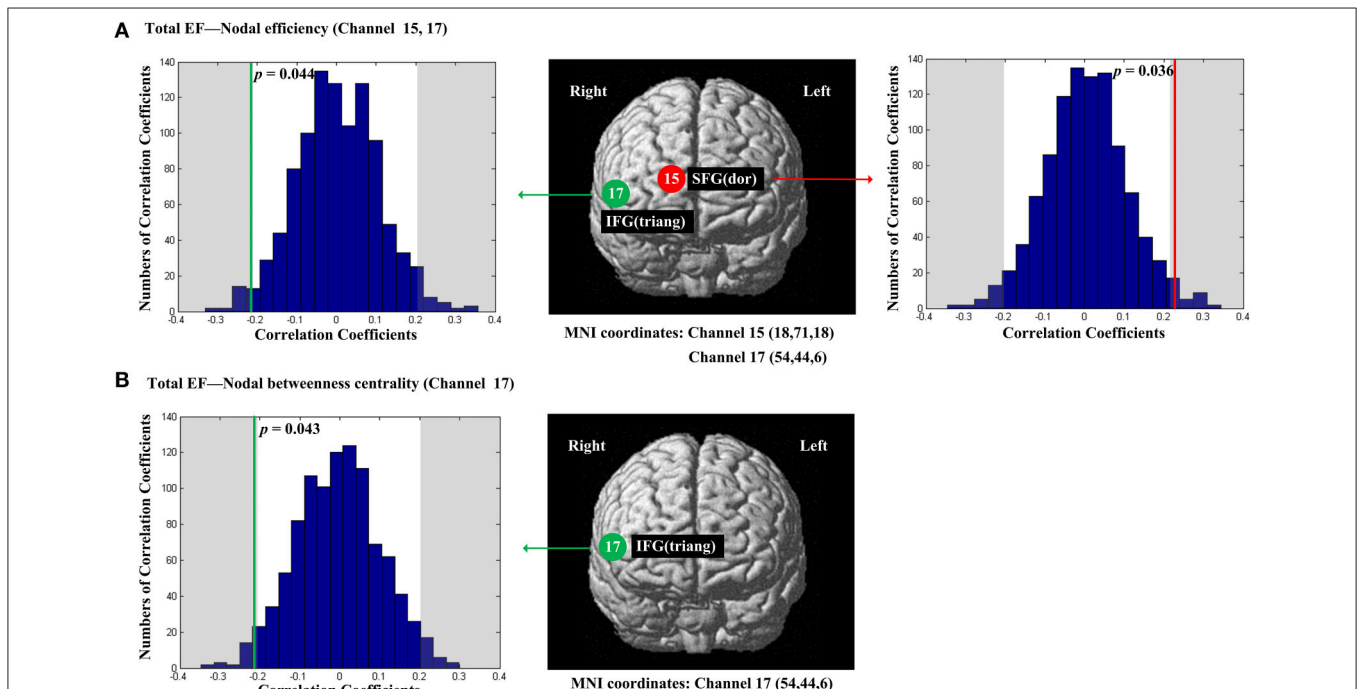 A Total EF—Nodal efficiency (Channel 15, 17)
Numbers of Correlation Coefficients
140
120
100
80
60
40
20
0
p = 0.044
-0.4 -0.3 -0.2 -0.1 0 0.1 0.2 0.3 0.4
Correlation Coefficients
Right Left
15 SFG(dor)
17
IFG(triang)
MNI coordinates: Channel 15 (18,71,18)
Channel 17 (54,44,6)
Numbers of Correlation Coefficients
140
120
100
80
60
40
20
0
p = 0.036
-0.4 -0.3 -0.2 -0.1 0 0.1 0.2 0.3 0.4
Correlation Coefficients
B Total EF—Nodal betweenness centrality (Channel 17)
Numbers of Correlation Coefficients
140
120
100
80
60
40
20
0
p = 0.043
-0.4 -0.3 -0.2 -0.1 0 0.1 0.2 0.3 0.4
Correlation Coefficients
Right Left
17 IFG(triang)
MNI coordinates: Channel 17 (54,44,6)